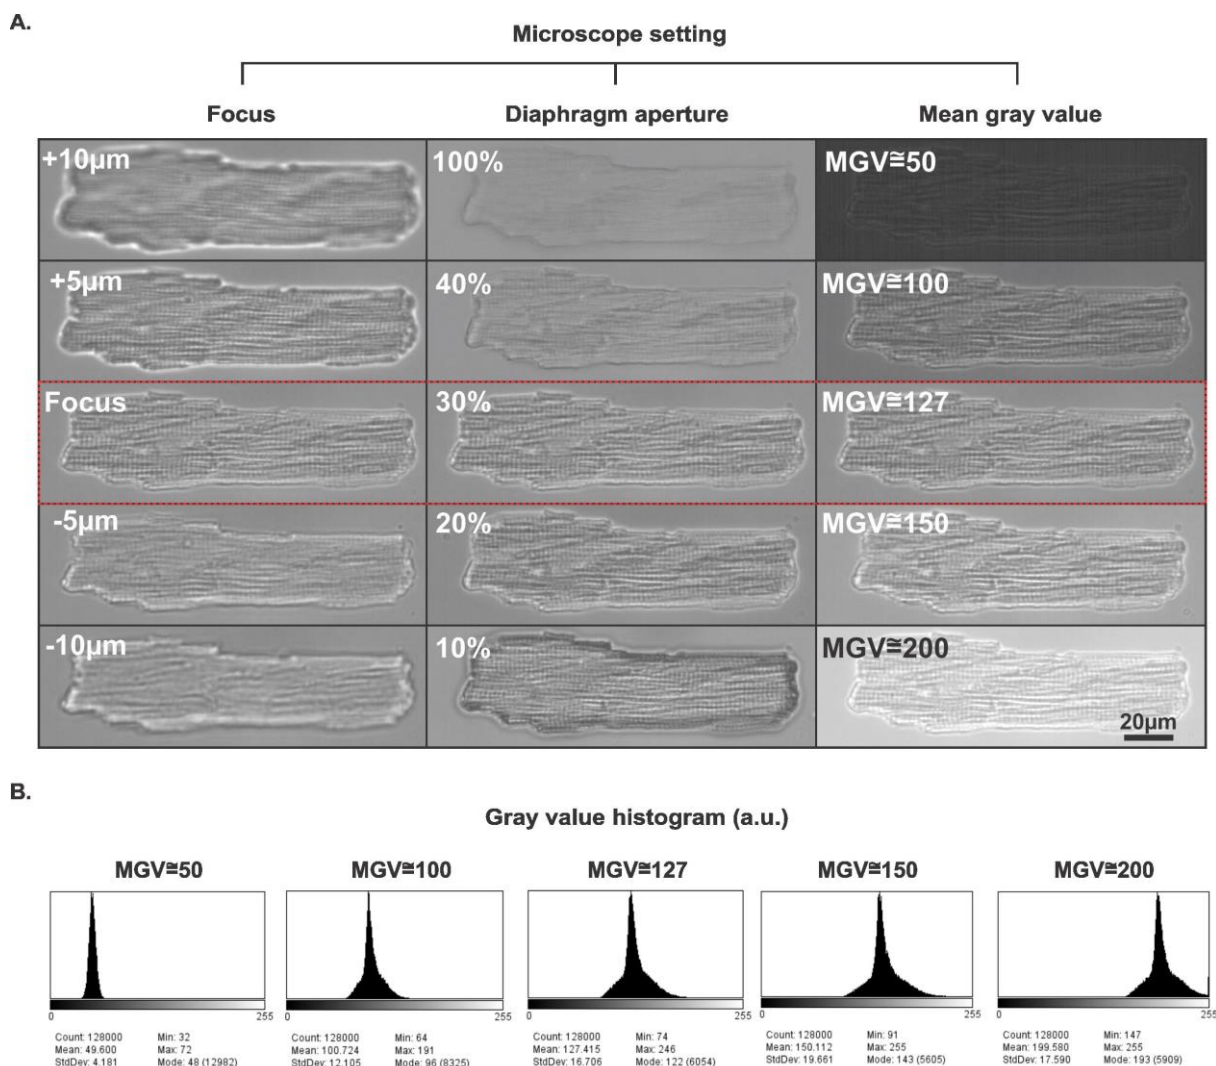 A.
Microscope setting
Focus Diaphragm aperture Mean gray value
+10µm 100% MGV≅50
+5µm 40% MGV≅100
Focus 30% MGV≅127
-5µm 20% MGV≅150
-10µm 10% MGV≅200
20µm
B.
Gray value histogram (a.u.)
MGV≅50 MGV≅100 MGV≅127 MGV≅150 MGV≅200
0 255 0 255 0 255 0 255 0 255
Count: 128000 Min: 32 Count: 128000 Min: 64 Count: 128000 Min: 74 Count: 128000 Min: 91 Count: 128000 Min: 147
Mean: 49.600 Max: 72 Mean: 100.724 Max: 191 Mean: 127.415 Max: 246 Mean: 150.112 Max: 255 Mean: 199.580 Max: 255
StdDev: 4.181 Mode: 48 (12982) StdDev: 12.105 Mode: 96 (8325) StdDev: 16.706 Mode: 122 (6054) StdDev: 19.661 Mode: 143 (5605) StdDev: 17.590 Mode: 193 (5909)